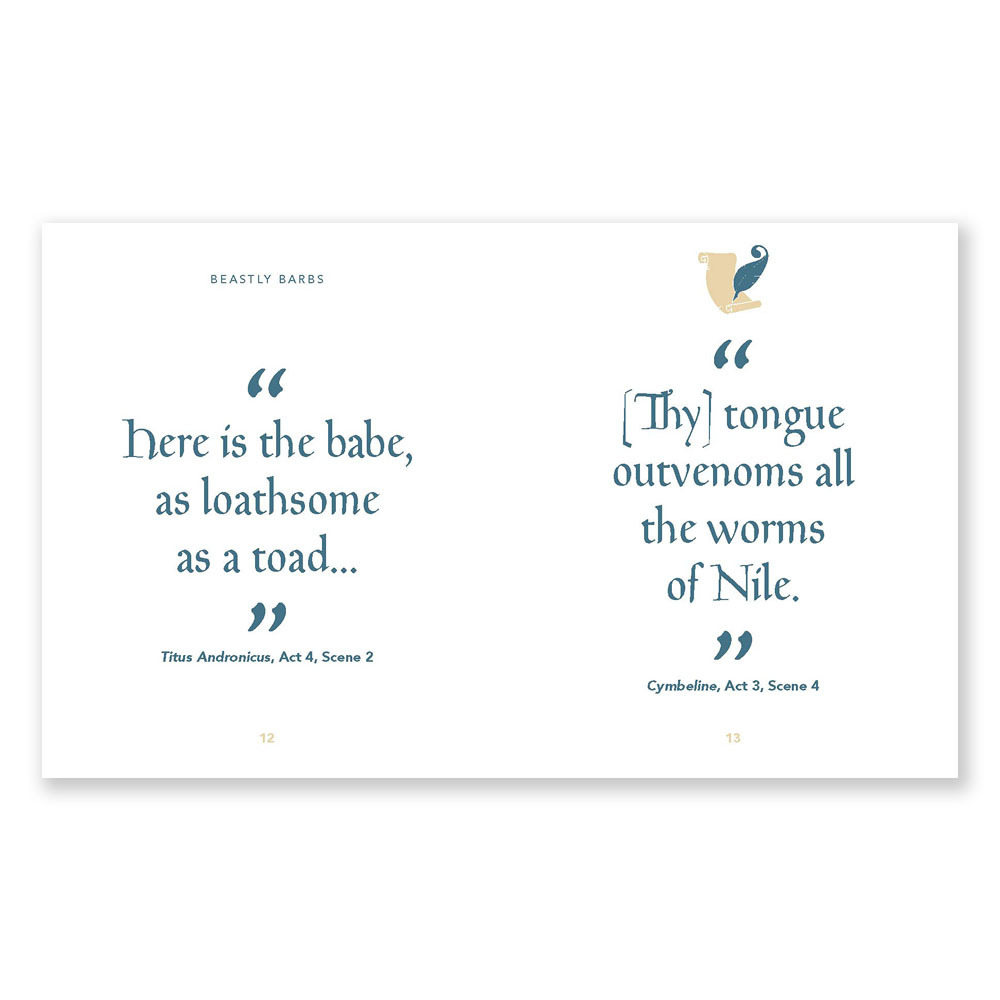 BEASTLY BARBS
“
Here is the babe,
as loathsome
as a toad...
”
Titus Andronicus, Act 4, Scene 2
12
“
[Thy] tongue
outvenoms all
the worms
of Nile.
”
Cymbeline, Act 3, Scene 4
13